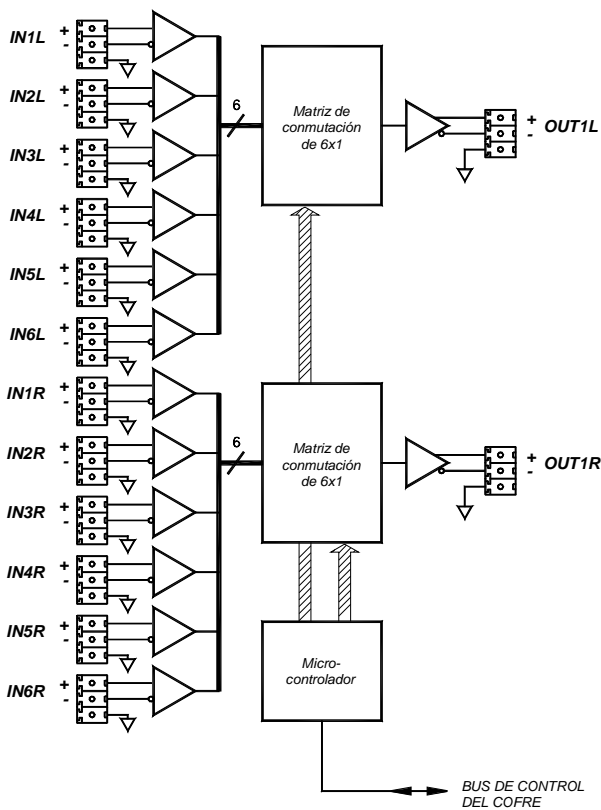 IN1L + -
IN2L + -
IN3L + -
IN4L + -
IN5L + -
IN6L + -
6
Matriz de
conmutación
de 6x1
+ - OUT1L
IN1R + -
IN2R + -
IN3R + -
IN4R + -
IN5R + -
IN6R + -
6
Matriz de
conmutación
de 6x1
+ - OUT1R
Micro-
controlador
BUS DE CONTROL
DEL COFRE